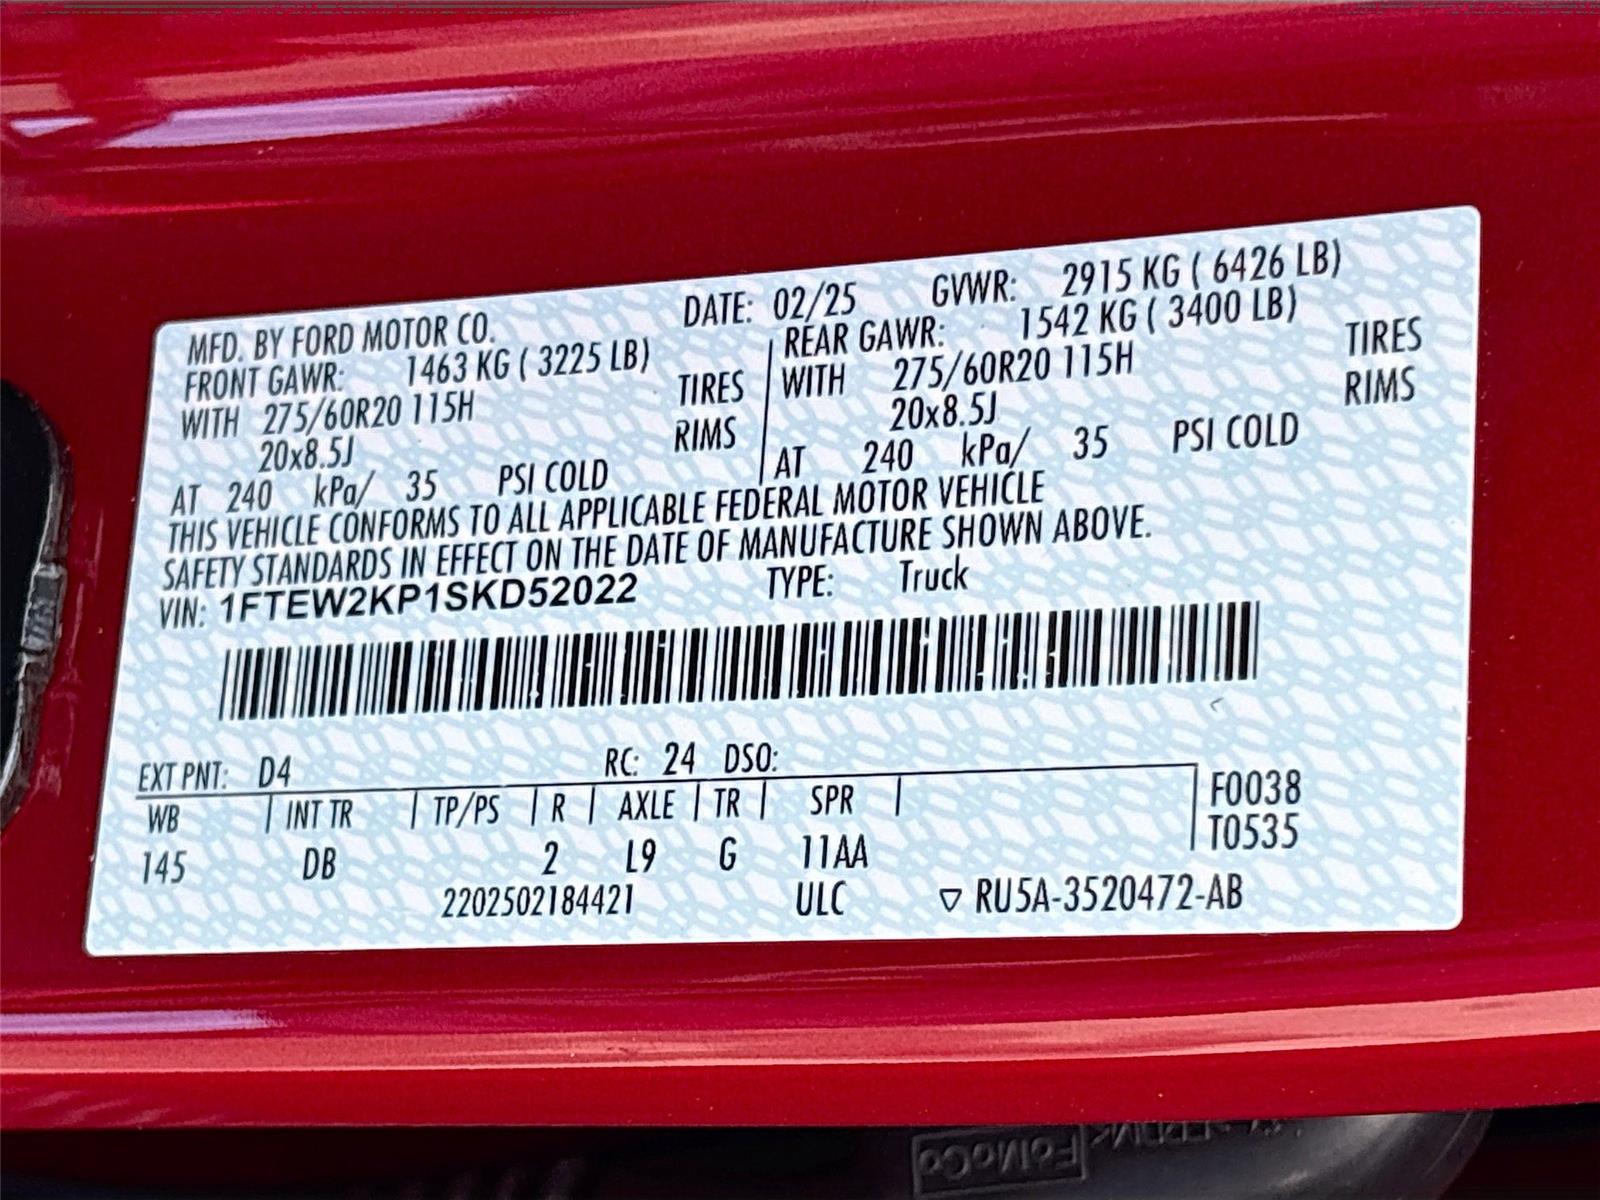 MFD. BY FORD MOTOR CO. DATE: 02/25 GVWR: 2915 KG ( 6426 LB)
FRONT GAWR: 1463 KG ( 3225 LB) REAR GAWR: 1542 KG ( 3400 LB)
WITH 275/60R20 115H TIRES WITH 275/60R20 115H TIRES
20x8.5J RIMS 20x8.5J RIMS
AT 240 kPa/ 35 PSI COLD AT 240 kPa/ 35 PSI COLD
THIS VEHICLE CONFORMS TO ALL APPLICABLE FEDERAL MOTOR VEHICLE
SAFETY STANDARDS IN EFFECT ON THE DATE OF MANUFACTURE SHOWN ABOVE.
VIN: 1FTEW2KP1SKD52022 TYPE: Truck
EXT PNT: D4 RC: 24 DSO:
WB INT TR TP/PS R AXLE TR SPR F0038
T0535
145 DB 2 L9 G 11AA
2202502184421 ULC ▽ RU5A-3520472-AB
FoMoCo